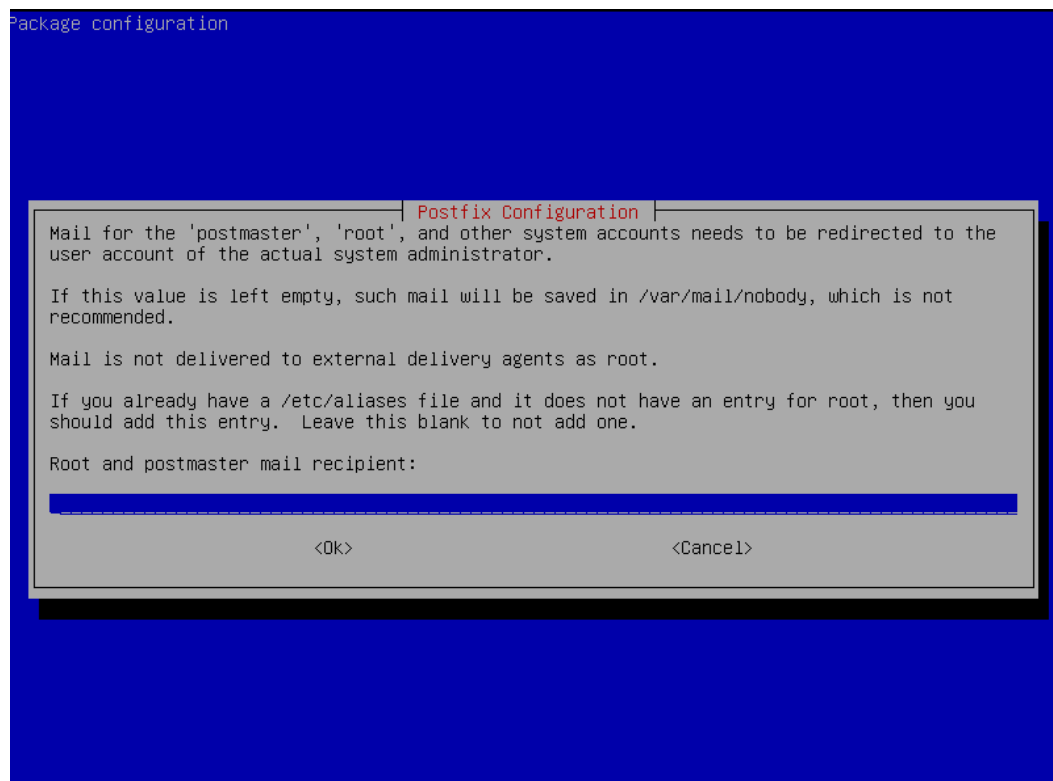 Package configuration
Postfix Configuration
Mail for the 'postmaster', 'root', and other system accounts needs to be redirected to the
user account of the actual system administrator.
If this value is left empty, such mail will be saved in /var/mail/nobody, which is not
recommended.
Mail is not delivered to external delivery agents as root.
If you already have a /etc/aliases file and it does not have an entry for root, then you
should add this entry.  Leave this blank to not add one.
Root and postmaster mail recipient:
<Ok> <Cancel>